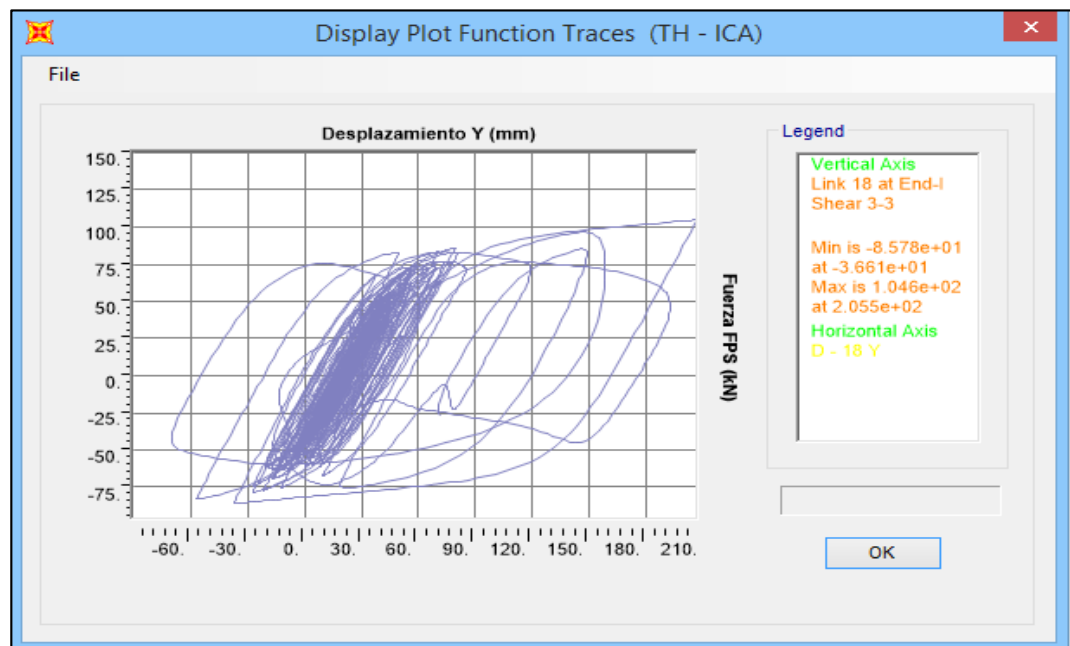 Display Plot Function Traces (TH - ICA)
File
Desplazamiento Y (mm)
150.
125.
100.
75.
50.
25.
0.
-25.
-50.
-75.
-60. -30. 0. 30. 60. 90. 120. 150. 180. 210.
Fuerza FPS (kN)
Legend
Vertical Axis
Link 18 at End-I
Shear 3-3
Min is -8.578e+01
at -3.661e+01
Max is 1.046e+02
at 2.055e+02
Horizontal Axis
D - 18 Y
OK